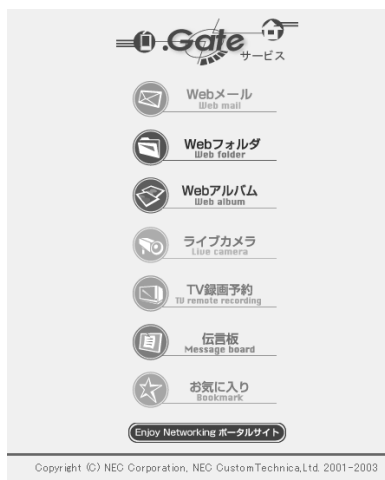 .Gate
サービス
Webメール
Web mail
Webフォルダ
Web folder
Webアルバム
Web album
ライブカメラ
Live camera
TV録画予約
TV remote recording
伝言板
Message board
お気に入り
Bookmark
Enjoy Networking ポータルサイト
Copyright (C) NEC Corporation, NEC CustomTechnica,Ltd. 2001-2003